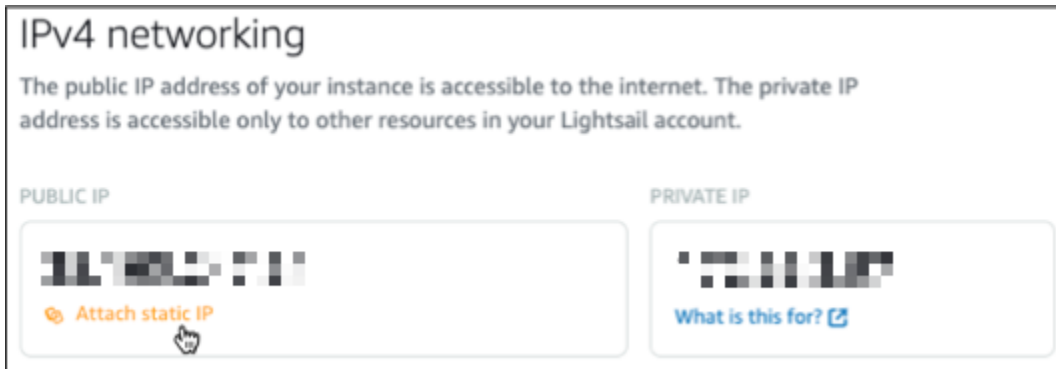 IPv4 networking
The public IP address of your instance is accessible to the internet. The private IP
address is accessible only to other resources in your Lightsail account.
PUBLIC IP
PRIVATE IP
Attach static IP
What is this for?